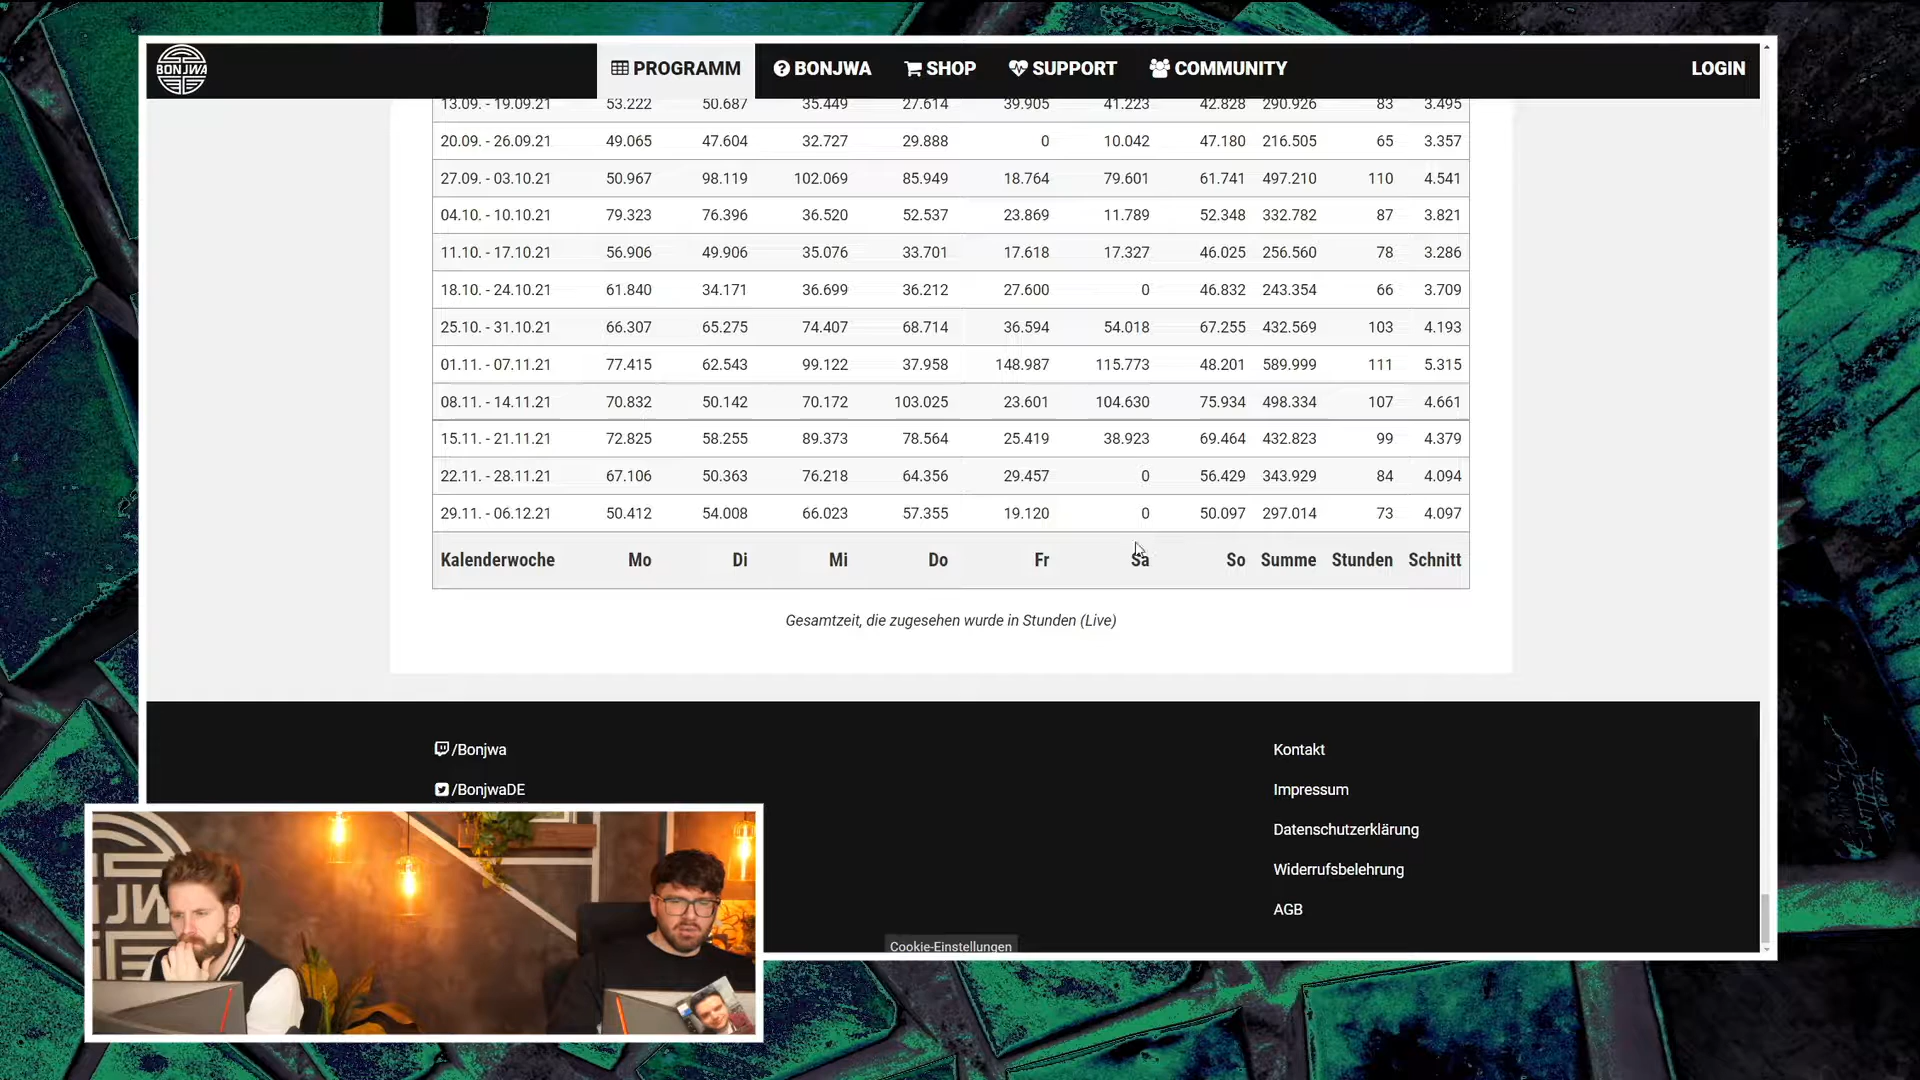 BONJWA
PROGRAMM
BONJWA
SHOP
SUPPORT
COMMUNITY
LOGIN
13.09. - 19.09.21 53.222 50.687 35.449 27.614 39.905 41.223 42.828 290.926 83 3.495
20.09. - 26.09.21 49.065 47.604 32.727 29.888 0 10.042 47.180 216.505 65 3.357
27.09. - 03.10.21 50.967 98.119 102.069 85.949 18.764 79.601 61.741 497.210 110 4.541
04.10. - 10.10.21 79.323 76.396 36.520 52.537 23.869 11.789 52.348 332.782 87 3.821
11.10. - 17.10.21 56.906 49.906 35.076 33.701 17.618 17.327 46.025 256.560 78 3.286
18.10. - 24.10.21 61.840 34.171 36.699 36.212 27.600 0 46.832 243.354 66 3.709
25.10. - 31.10.21 66.307 65.275 74.407 68.714 36.594 54.018 67.255 432.569 103 4.193
01.11. - 07.11.21 77.415 62.543 99.122 37.958 148.987 115.773 48.201 589.999 111 5.315
08.11. - 14.11.21 70.832 50.142 70.172 103.025 23.601 104.630 75.934 498.334 107 4.661
15.11. - 21.11.21 72.825 58.255 89.373 78.564 25.419 38.923 69.464 432.823 99 4.379
22.11. - 28.11.21 67.106 50.363 76.218 64.356 29.457 0 56.429 343.929 84 4.094
29.11. - 06.12.21 50.412 54.008 66.023 57.355 19.120 0 50.097 297.014 73 4.097
Kalenderwoche Mo Di Mi Do Fr Sa So Summe Stunden Schnitt
Gesamtzeit, die zugesehen wurde in Stunden (Live)
/Bonjwa
/BonjwaDE
Kontakt
Impressum
Datenschutzerklärung
Widerrufsbelehrung
AGB
Cookie-Einstellungen